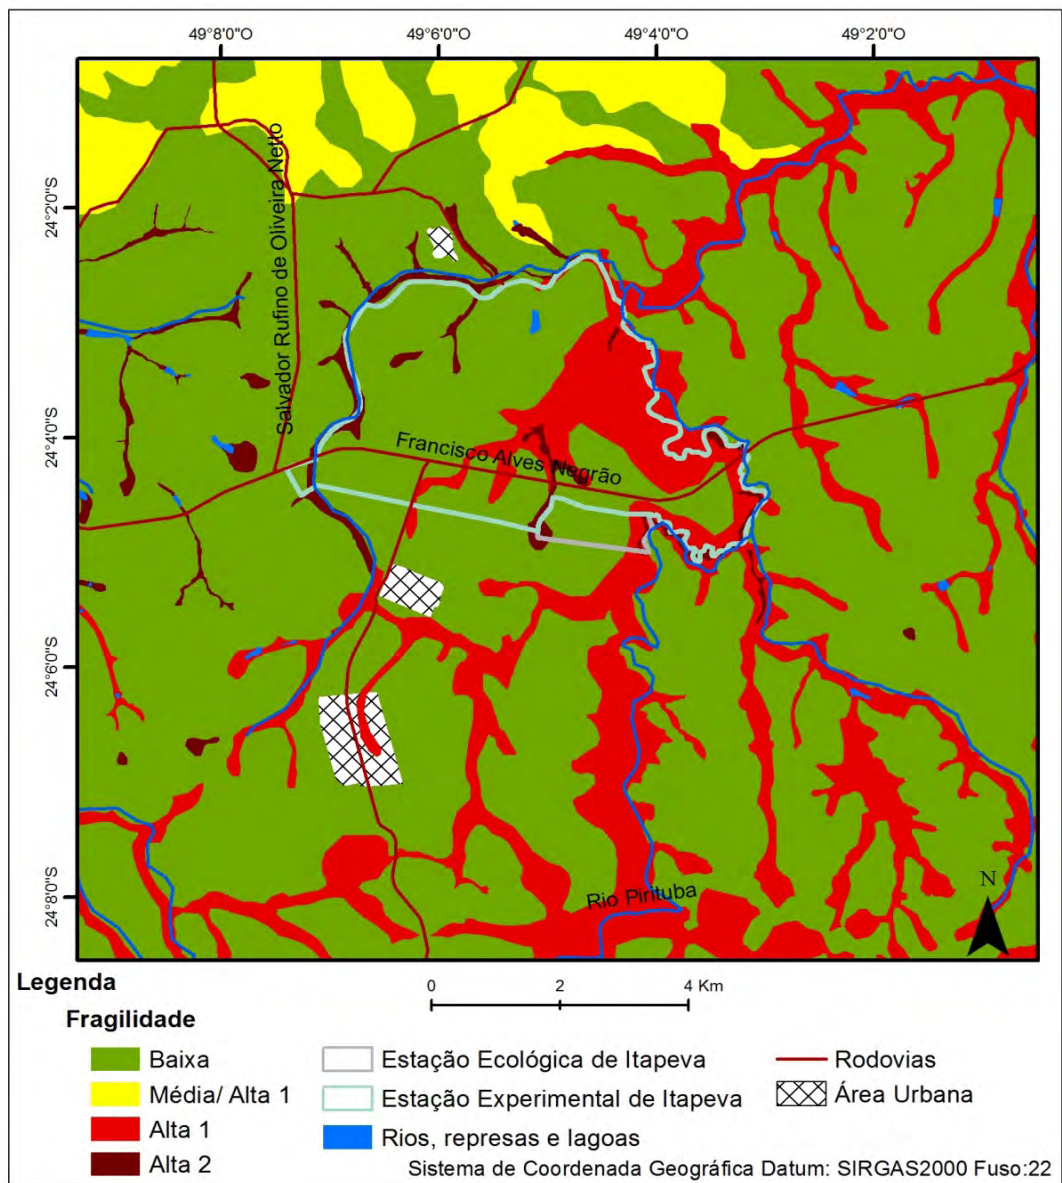 49°8'0"O 49°6'0"O 49°4'0"O 49°2'0"O
24°2'0"S
24°4'0"S
24°6'0"S
24°8'0"S
Salvador Rufino de Oliveira Netto
Francisco Alves Negrão
Rio Pirituba
N
Legenda
0 2 4 Km
Fragilidade
Baixa
Média/ Alta 1
Alta 1
Alta 2
Estação Ecológica de Itapeva
Estação Experimental de Itapeva
Rios, represas e lagoas
Rodovias
Área Urbana
Sistema de Coordenada Geográfica Datum: SIRGAS2000 Fuso:22